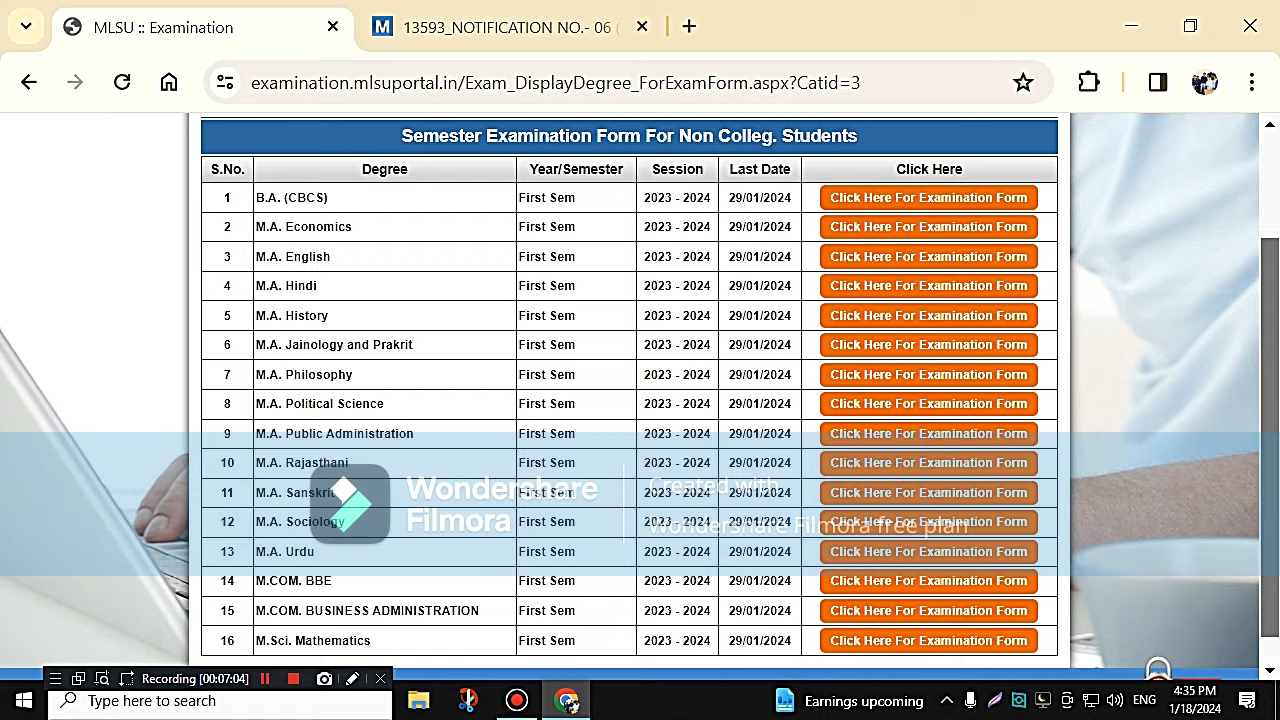 MLSU :: Examination
13593_NOTIFICATION NO.- 06
examination.mlsuportal.in/Exam_DisplayDegree_ForExamForm.aspx?Catid=3
Semester Examination Form For Non Colleg. Students
S.No. Degree Year/Semester Session Last Date Click Here
1 B.A. (CBCS) First Sem 2023 - 2024 29/01/2024 Click Here For Examination Form
2 M.A. Economics First Sem 2023 - 2024 29/01/2024 Click Here For Examination Form
3 M.A. English First Sem 2023 - 2024 29/01/2024 Click Here For Examination Form
4 M.A. Hindi First Sem 2023 - 2024 29/01/2024 Click Here For Examination Form
5 M.A. History First Sem 2023 - 2024 29/01/2024 Click Here For Examination Form
6 M.A. Jainology and Prakrit First Sem 2023 - 2024 29/01/2024 Click Here For Examination Form
7 M.A. Philosophy First Sem 2023 - 2024 29/01/2024 Click Here For Examination Form
8 M.A. Political Science First Sem 2023 - 2024 29/01/2024 Click Here For Examination Form
9 M.A. Public Administration First Sem 2023 - 2024 29/01/2024 Click Here For Examination Form
10 M.A. Rajasthani First Sem 2023 - 2024 29/01/2024 Click Here For Examination Form
11 M.A. Sanskrit First Sem 2023 - 2024 29/01/2024 Click Here For Examination Form
12 M.A. Sociology First Sem 2023 - 2024 29/01/2024 Click Here For Examination Form
13 M.A. Urdu First Sem 2023 - 2024 29/01/2024 Click Here For Examination Form
14 M.COM. BBE First Sem 2023 - 2024 29/01/2024 Click Here For Examination Form
15 M.COM. BUSINESS ADMINISTRATION First Sem 2023 - 2024 29/01/2024 Click Here For Examination Form
16 M.Sci. Mathematics First Sem 2023 - 2024 29/01/2024 Click Here For Examination Form
Wondershare
Filmora
Created with
Wondershare Filmora free plan
Recording [00:07:04]
Type here to search
Earnings upcoming
ENG
4:35 PM
1/18/2024